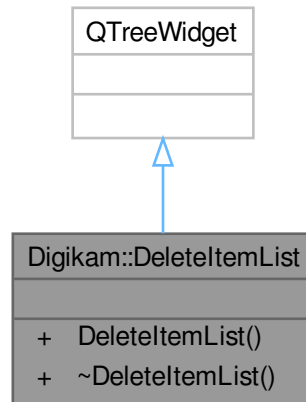 QTreeWidget
Digikam::DeleteItemList
+ DeleteItemList()
+ ~DeleteItemList()